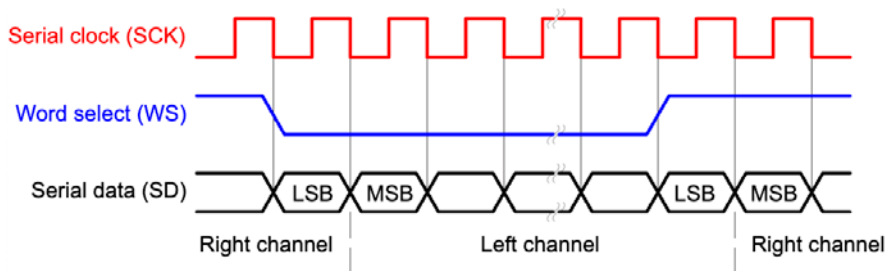 Serial clock (SCK)
Word select (WS)
Serial data (SD)
LSB MSB LSB MSB
Right channel Left channel Right channel